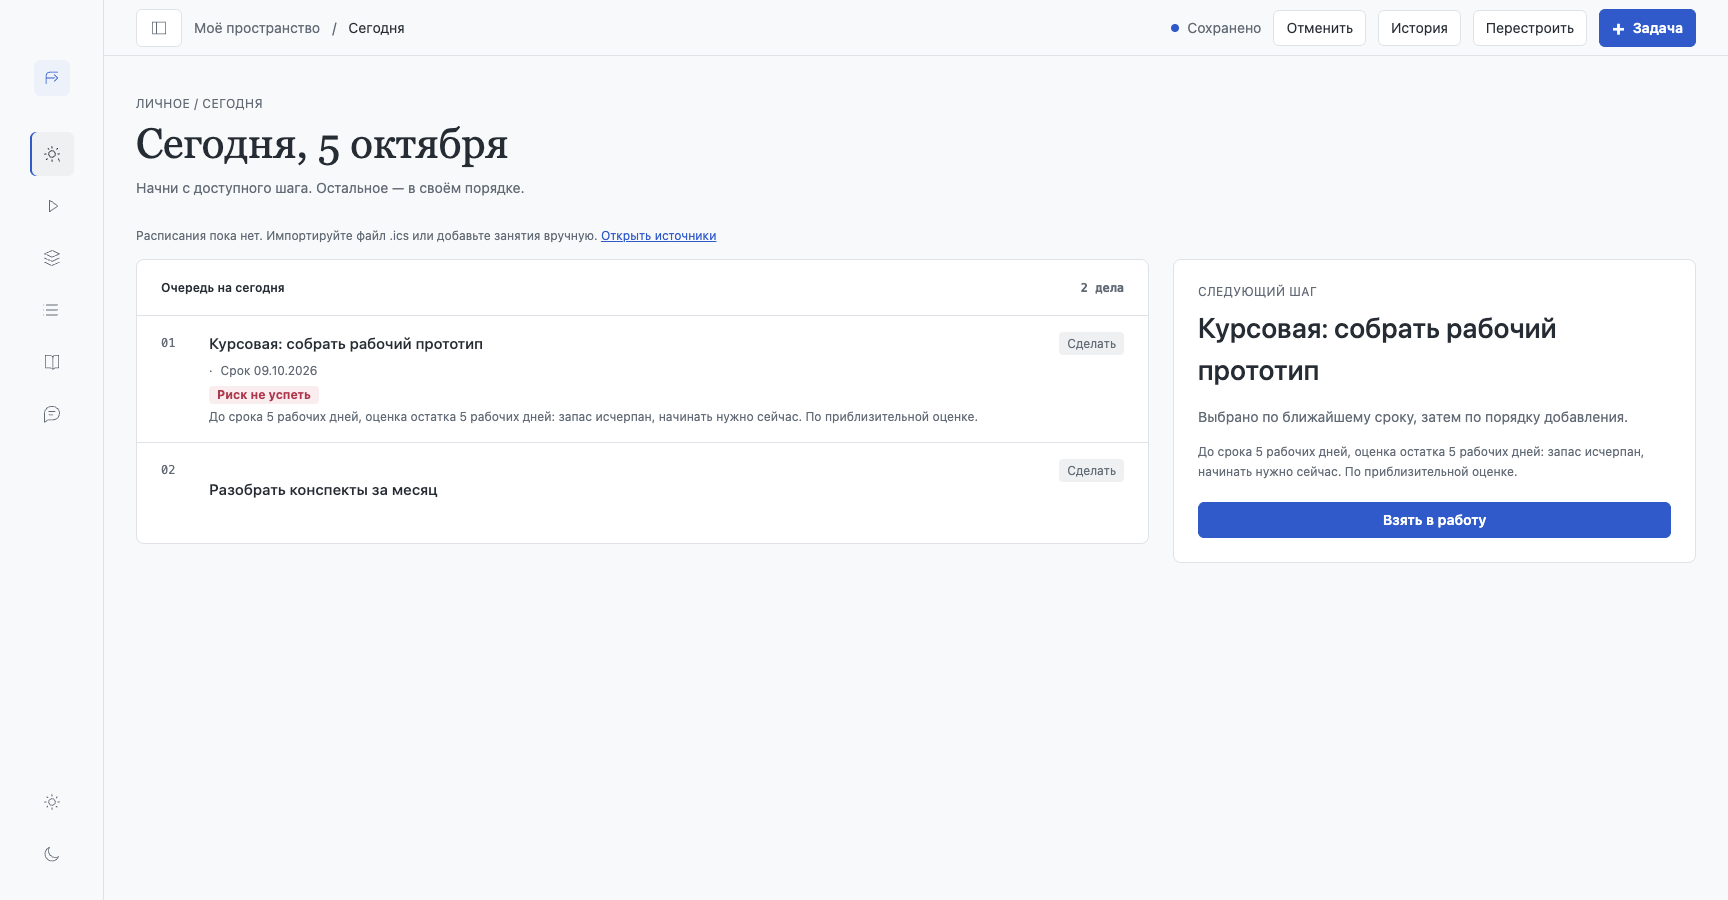 Моё пространство / Сегодня
Сохранено
Отменить
История
Перестроить
+ Задача
ЛИЧНОЕ / СЕГОДНЯ
Сегодня, 5 октября
Начни с доступного шага. Остальное — в своём порядке.
Расписания пока нет. Импортируйте файл .ics или добавьте занятия вручную. Открыть источники
Очередь на сегодня
2 дела
01
Курсовая: собрать рабочий прототип
Сделать
· Срок 09.10.2026
Риск не успеть
До срока 5 рабочих дней, оценка остатка 5 рабочих дней: запас исчерпан, начинать нужно сейчас. По приблизительной оценке.
02
Разобрать конспекты за месяц
Сделать
СЛЕДУЮЩИЙ ШАГ
Курсовая: собрать рабочий
прототип
Выбрано по ближайшему сроку, затем по порядку добавления.
До срока 5 рабочих дней, оценка остатка 5 рабочих дней: запас исчерпан,
начинать нужно сейчас. По приблизительной оценке.
Взять в работу